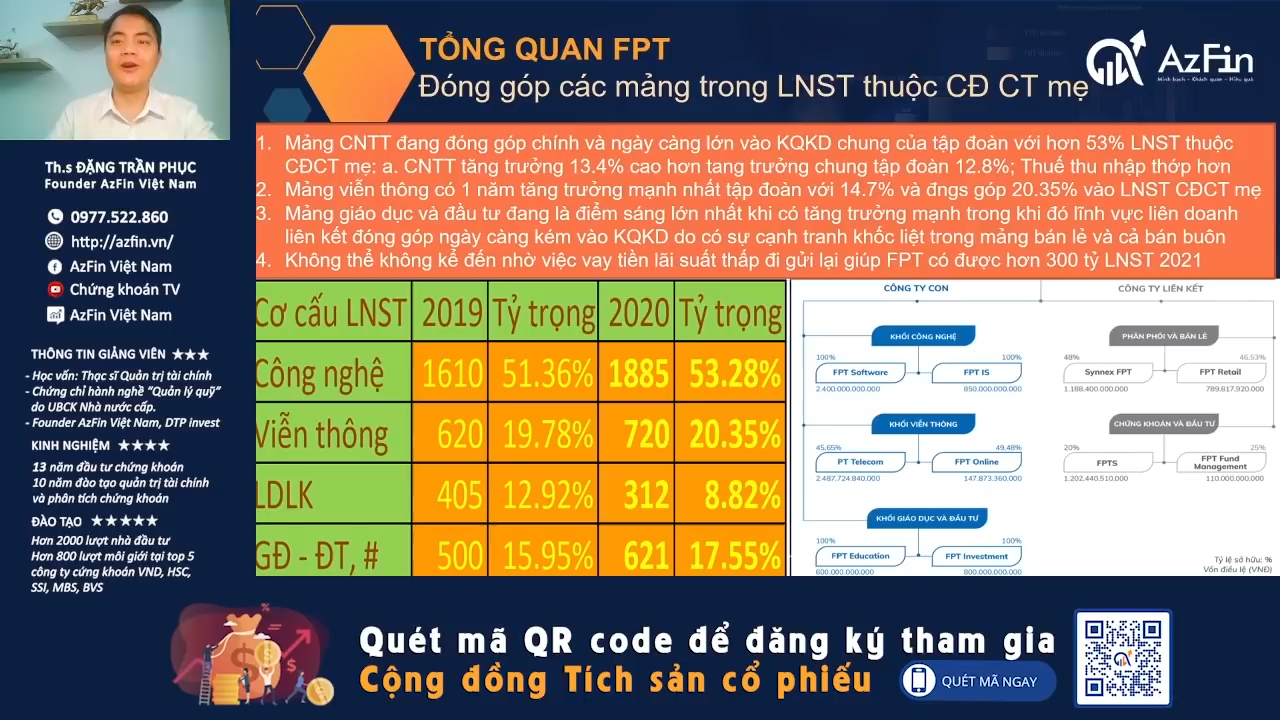 TỔNG QUAN FPT
Đóng góp các mảng trong LNST thuộc CĐ CT mẹ
AzFin
Minh bạch - Khách quan - Hiệu quả
Th.s ĐẶNG TRẦN PHỤC
Founder AzFin Việt Nam
0977.522.860
http://azfin.vn/
AzFin Việt Nam
Chứng khoán TV
AzFin Việt Nam
THÔNG TIN GIẢNG VIÊN ★★★
- Học vấn: Thạc sĩ Quản trị tài chính
- Chứng chỉ hành nghề "Quản lý quỹ"
do UBCK Nhà nước cấp.
- Founder AzFin Việt Nam, DTP invest
KINH NGHIỆM ★★★★
13 năm đầu tư chứng khoán
10 năm đào tạo quản trị tài chính
và phân tích chứng khoán
ĐÀO TẠO ★★★★★
Hơn 2000 lượt nhà đầu tư
Hơn 800 lượt môi giới tại top 5
công ty cứng khoán VND, HSC,
SSI, MBS, BVS
1. Mảng CNTT đang đóng góp chính và ngày càng lớn vào KQKD chung của tập đoàn với hơn 53% LNST thuộc
CĐCT mẹ: a. CNTT tăng trưởng 13.4% cao hơn tang trưởng chung tập đoàn 12.8%; Thuế thu nhập thớp hơn
2. Mảng viễn thông có 1 năm tăng trưởng mạnh nhất tập đoàn với 14.7% và đngs góp 20.35% vào LNST CĐCT mẹ
3. Mảng giáo dục và đầu tư đang là điểm sáng lớn nhất khi có tăng trưởng mạnh trong khi đó lĩnh vực liên doanh
liên kết đóng góp ngày càng kém vào KQKD do có sự cạnh tranh khốc liệt trong mảng bán lẻ và cả bán buôn
4. Không thể không kể đến nhờ việc vay tiền lãi suất thấp đi gửi lại giúp FPT có được hơn 300 tỷ LNST 2021
Cơ cấu LNST 2019 Tỷ trọng 2020 Tỷ trọng
Công nghệ 1610 51.36% 1885 53.28%
Viễn thông 620 19.78% 720 20.35%
LDLK 405 12.92% 312 8.82%
GĐ - ĐT, # 500 15.95% 621 17.55%
CÔNG TY CON CÔNG TY LIÊN KẾT
KHỐI CÔNG NGHỆ PHÂN PHỐI VÀ BÁN LẺ
100% 100% 48% 46,53%
FPT Software FPT IS Synnex FPT FPT Retail
2.400.000.000.000 850.000.000.000 1.188.400.000.000 789.817.920.000
KHỐI VIỄN THÔNG CHỨNG KHOÁN VÀ ĐẦU TƯ
45,65% 49,48% 20% 25%
PT Telecom FPT Online FPTS FPT Fund
Management
2.487.724.840.000 147.873.360.000 1.202.440.510.000 110.000.000.000
KHỐI GIÁO DỤC VÀ ĐẦU TƯ
100% 100%
FPT Education FPT Investment
600.000.000.000 800.000.000.000
Tỷ lệ sở hữu: %
Vốn điều lệ (VNĐ)
Quét mã QR code để đăng ký tham gia
Cộng đồng Tích sản cổ phiếu
QUÉT MÃ NGAY